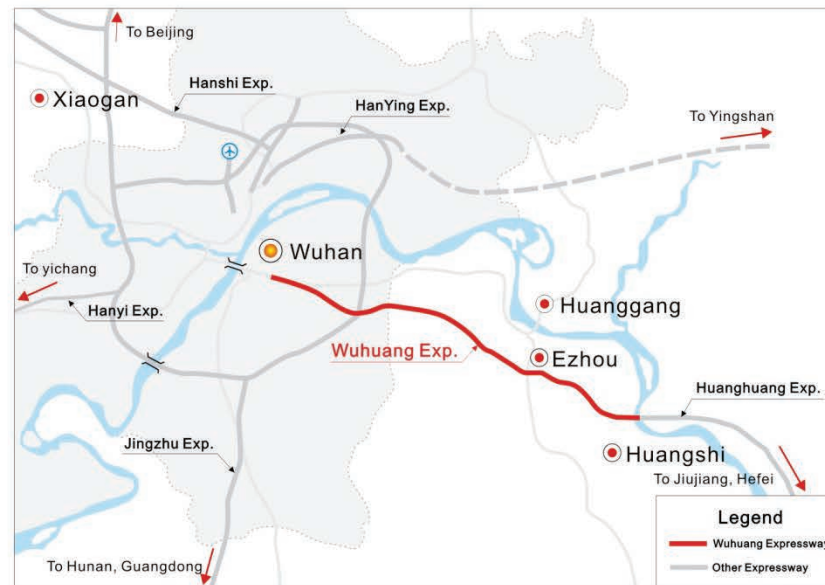 To Beijing
Hanshi Exp.
Xiaogan
HanYing Exp.
To Yingshan
Wuhan
To yichang
Hanyi Exp.
Huanggang
Wuhuang Exp.
Ezhou
Huanghuang Exp.
Jingzhu Exp.
Huangshi
To Jiujiang, Hefei
Legend
Wuhuang Expressway
Other Expressway
To Hunan, Guangdong